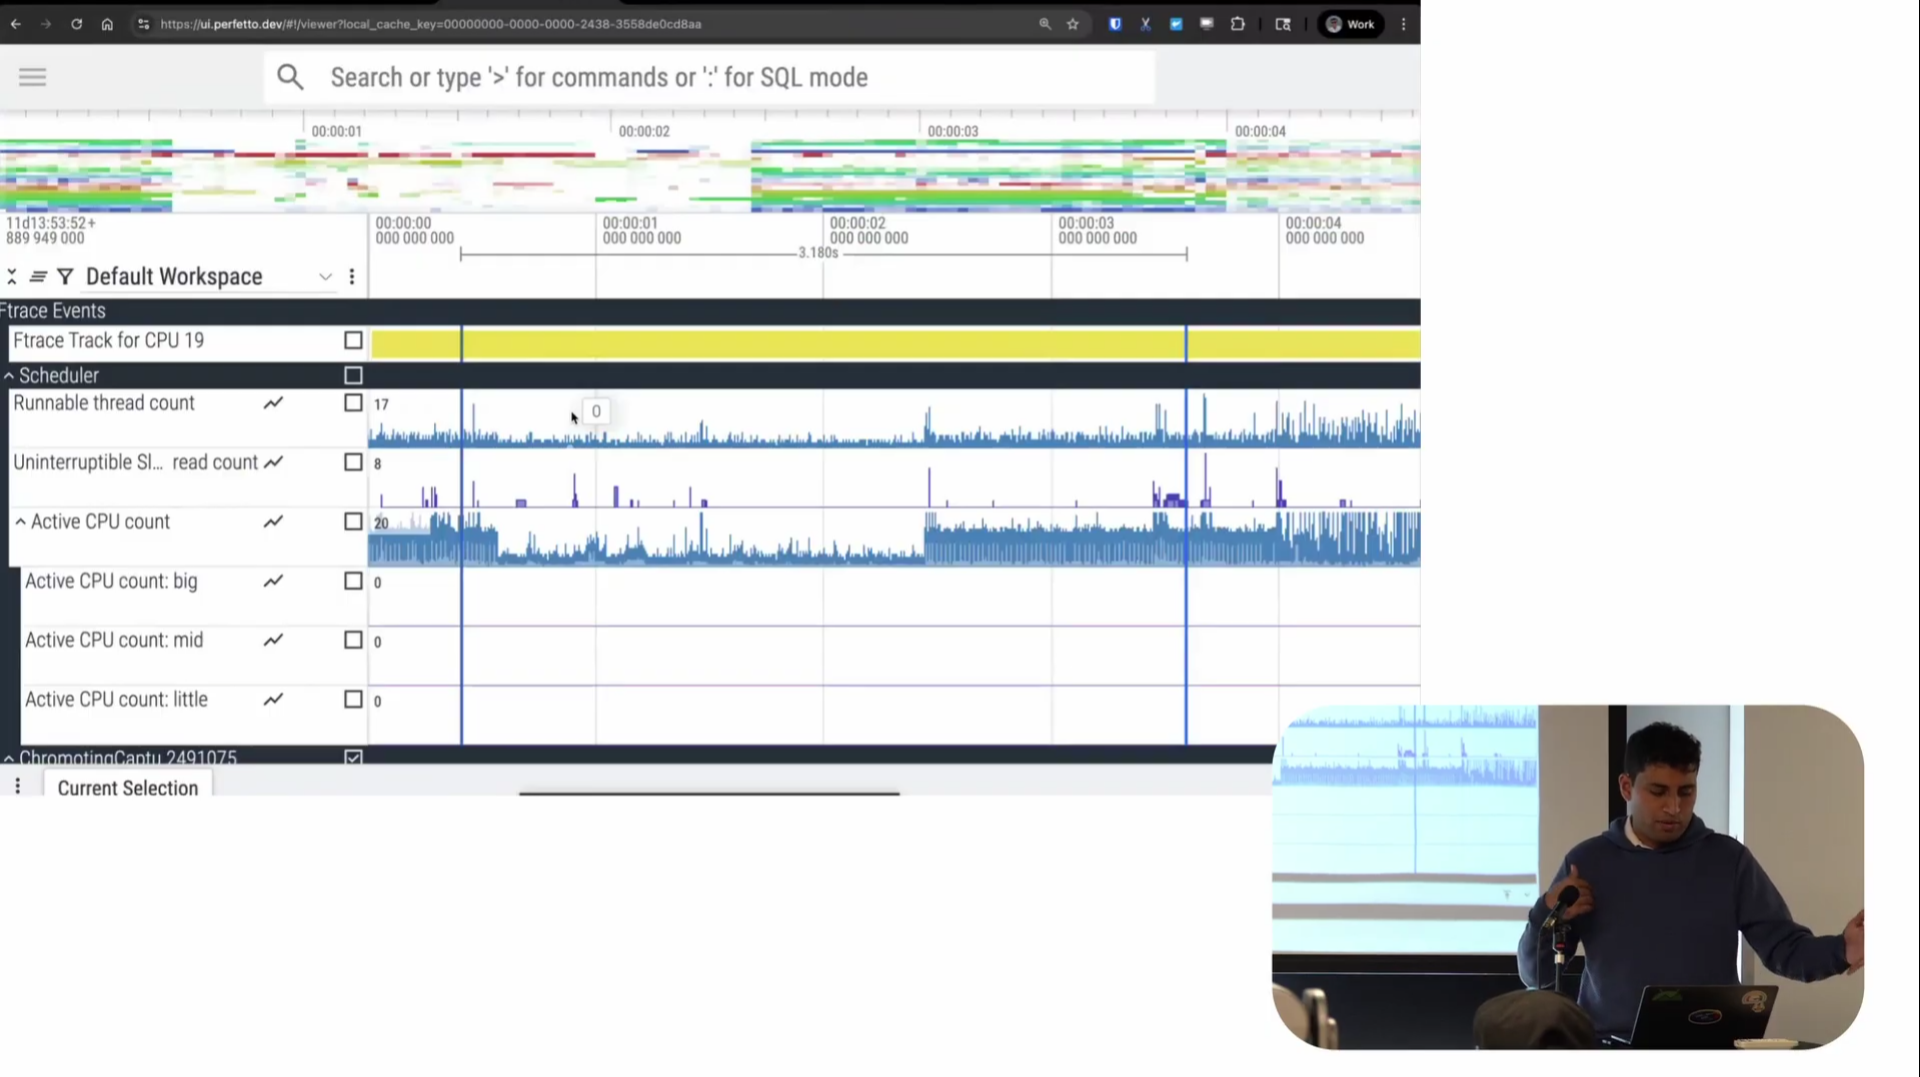 https://ui.perfetto.dev/#!/viewer?local_cache_key=00000000-0000-0000-2438-3558de0cd8aa
Work
Search or type '>' for commands or ':' for SQL mode
00:00:01
00:00:02
00:00:03
00:00:04
11d13:53:52+
889 949 000
00:00:00
000 000 000
00:00:01
000 000 000
00:00:02
000 000 000
00:00:03
000 000 000
00:00:04
000 000 000
3.180s
Default Workspace
Ftrace Events
Ftrace Track for CPU 19
Scheduler
Runnable thread count
17
0
Uninterruptible Sl... read count
8
Active CPU count
20
Active CPU count: big
0
Active CPU count: mid
0
Active CPU count: little
0
ChromotingCaptu 2491075
Current Selection